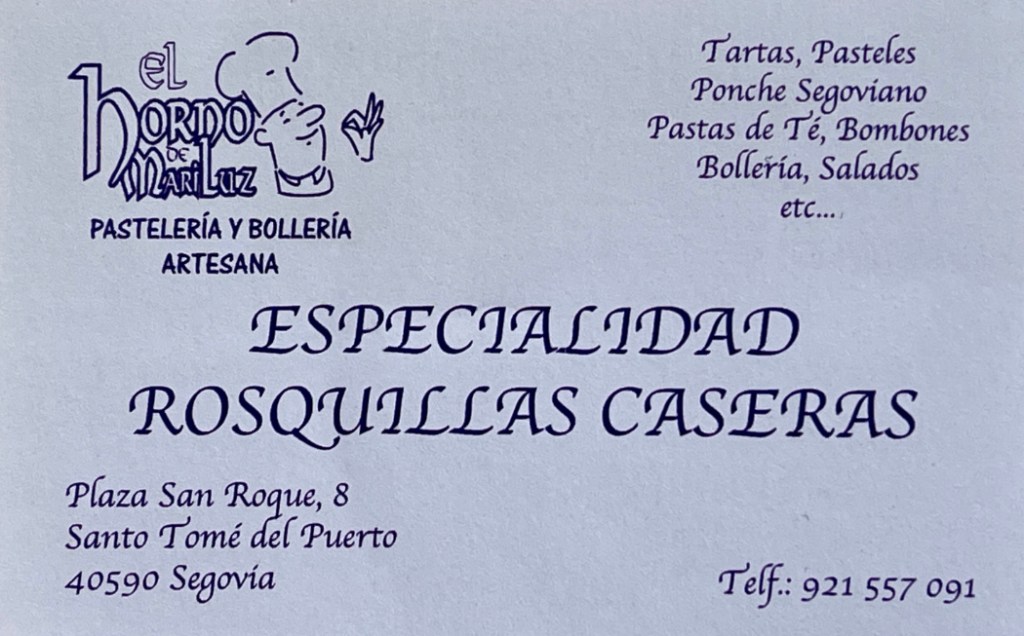 EL
HORNO
DE
MARILUZ
PASTELERÍA Y BOLLERÍA
ARTESANA
Tartas, Pasteles
Ponche Segoviano
Pastas de Té, Bombones
Bollería, Salados
etc...
ESPECIALIDAD
ROSQUILLAS CASERAS
Plaza San Roque, 8
Santo Tomé del Puerto
40590 Segovia
Telf.: 921 557 091